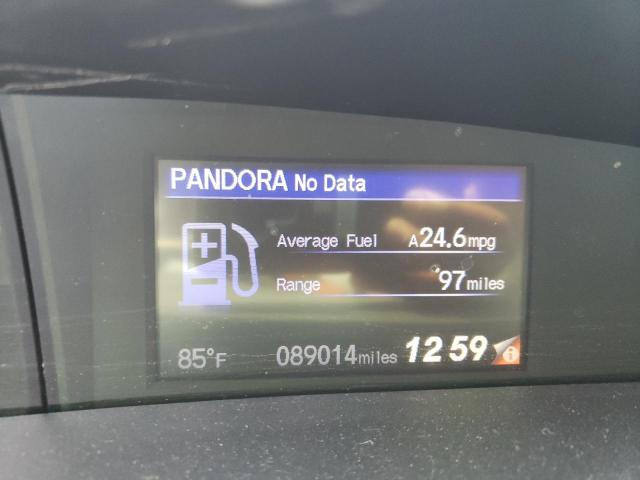 PANDORA No Data
Average Fuel A24.6mpg
Range 97miles
85°F 089014miles 12 59 i